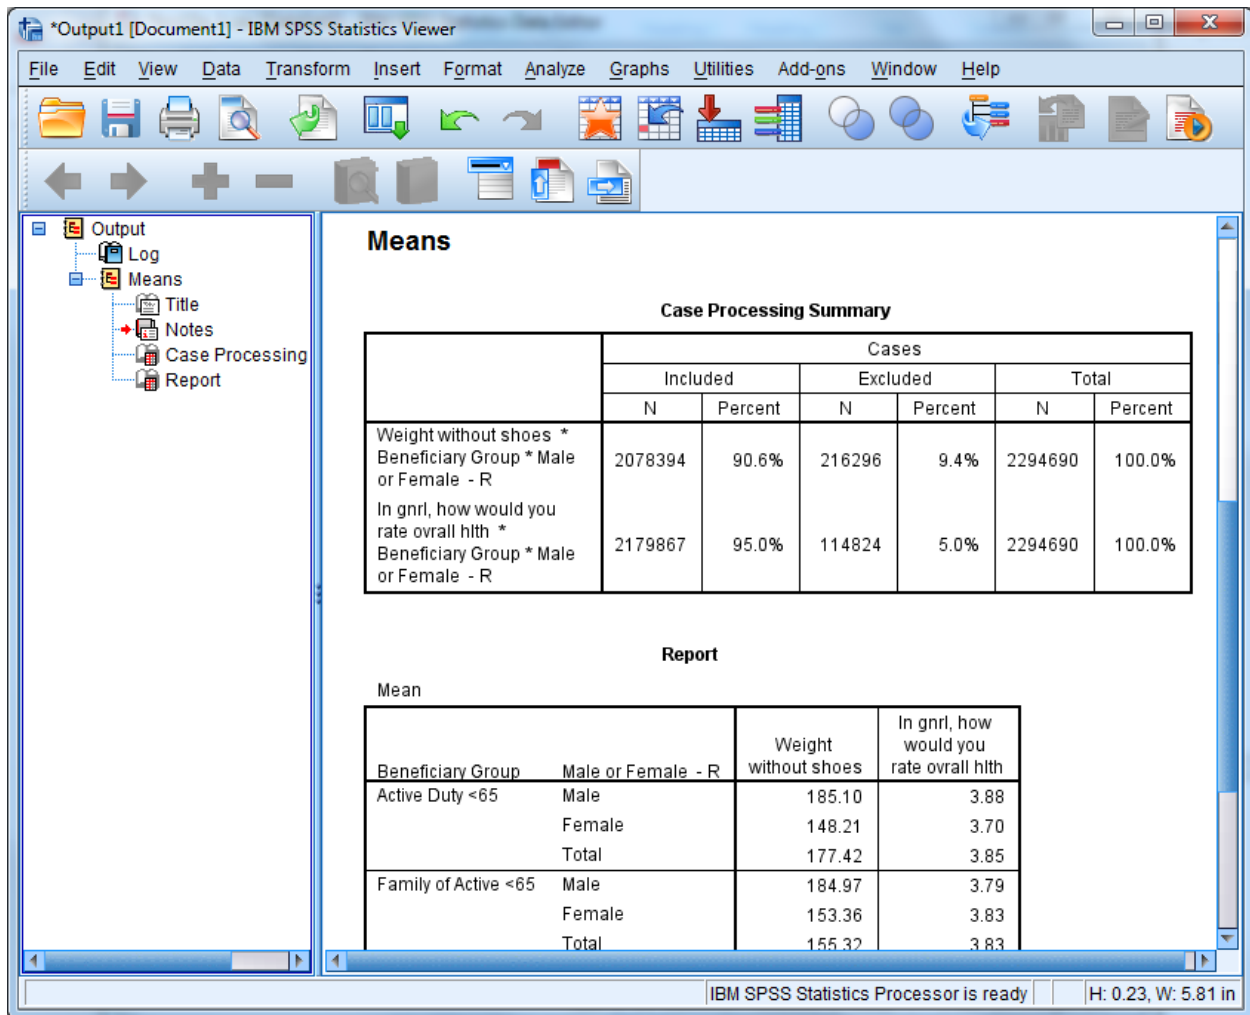 *Output1 [Document1] - IBM SPSS Statistics Viewer
File Edit View Data Transform Insert Format Analyze Graphs Utilities Add-ons Window Help
Output
Log
Means
Title
Notes
Case Processing
Report
Means
Case Processing Summary
Cases
Included Excluded Total
N Percent N Percent N Percent
Weight without shoes *
Beneficiary Group * Male
or Female - R
2078394 90.6% 216296 9.4% 2294690 100.0%
In gnrl, how would you
rate ovrall hlth *
Beneficiary Group * Male
or Female - R
2179867 95.0% 114824 5.0% 2294690 100.0%
Report
Mean
Beneficiary Group Male or Female - R
Weight
without shoes
In gnrl, how
would you
rate ovrall hlth
Active Duty <65 Male 185.10 3.88
Female 148.21 3.70
Total 177.42 3.85
Family of Active <65 Male 184.97 3.79
Female 153.36 3.83
Total 155.32 3.83
IBM SPSS Statistics Processor is ready H: 0.23, W: 5.81 in